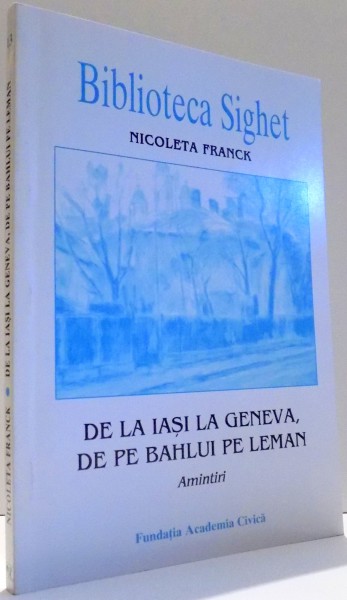 Biblioteca Sighet
NICOLETA FRANCK
DE LA IAȘI LA GENEVA,
DE PE BAHLUI PE LEMAN
Amintiri
Fundația Academia Civică
NICOLETA FRANCK • DE LA IAȘI LA GENEVA, DE PE BAHLUI PE LEMAN